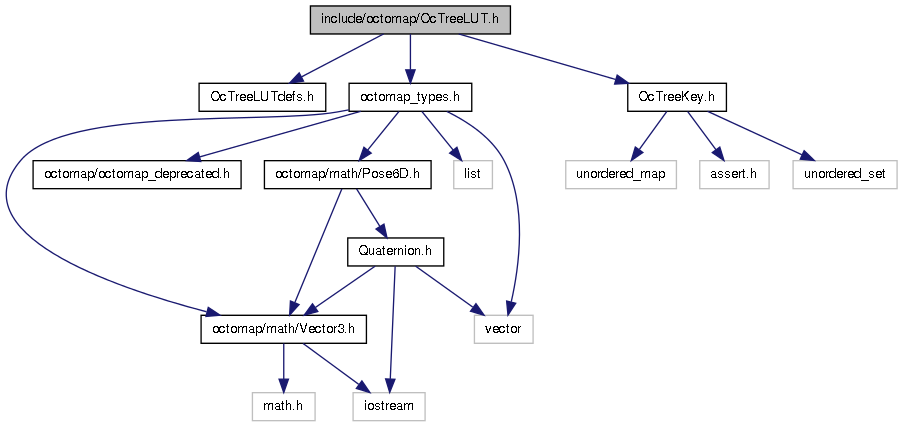 include/octomap/OcTreeLUT.h
OcTreeLUTdefs.h
octomap_types.h
OcTreeKey.h
octomap/octomap_deprecated.h
octomap/math/Pose6D.h
list
unordered_map
assert.h
unordered_set
Quaternion.h
octomap/math/Vector3.h
vector
math.h
iostream